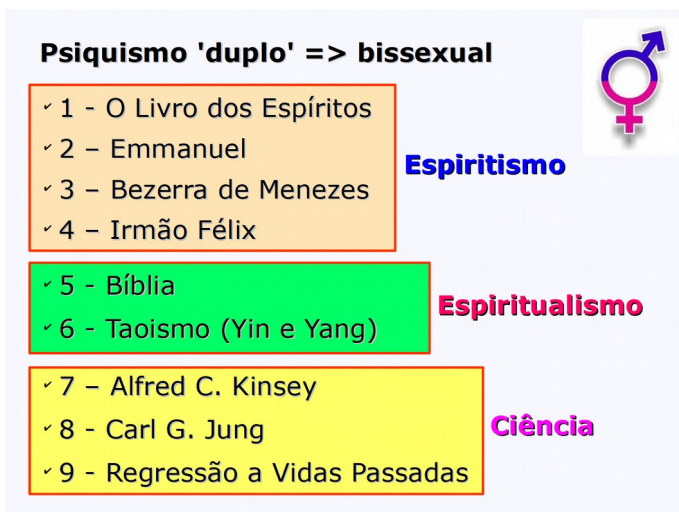 Psiquismo 'duplo' => bissexual
✓ 1 - O Livro dos Espíritos
✓ 2 – Emmanuel
✓ 3 – Bezerra de Menezes
✓ 4 – Irmão Félix
Espiritismo
✓ 5 - Bíblia
✓ 6 - Taoismo (Yin e Yang)
Espiritualismo
✓ 7 – Alfred C. Kinsey
✓ 8 - Carl G. Jung
✓ 9 - Regressão a Vidas Passadas
Ciência